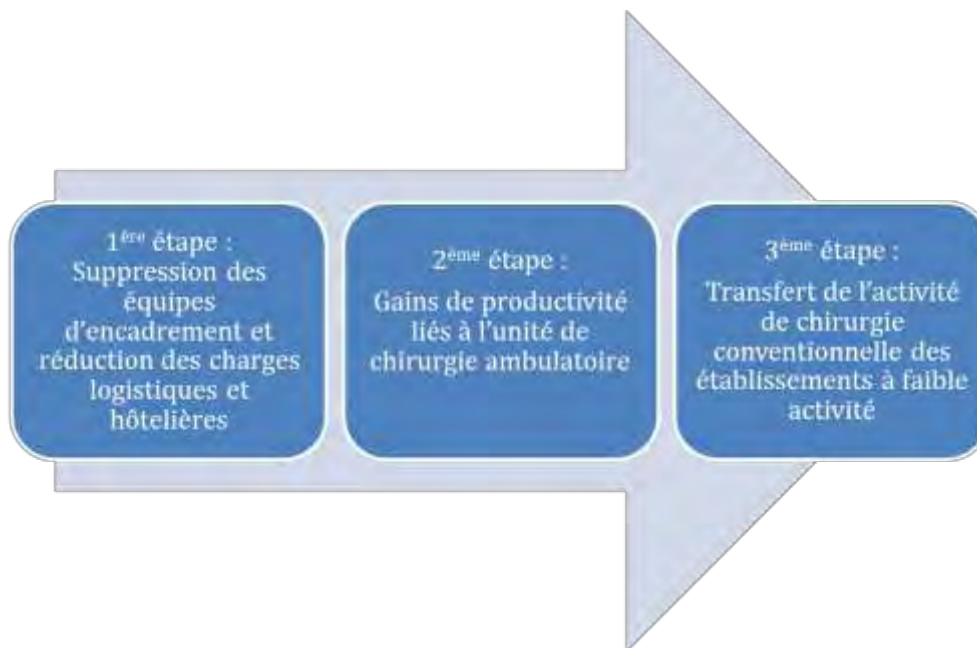 1ère étape :
Suppression des
équipes
d'encadrement et
réduction des charges
logistiques et
hôtelières
2ème étape :
Gains de productivité
liés à l'unité de
chirurgie ambulatoire
3ème étape :
Transfert de l'activité
de chirurgie
conventionnelle des
établissements à faible
activité